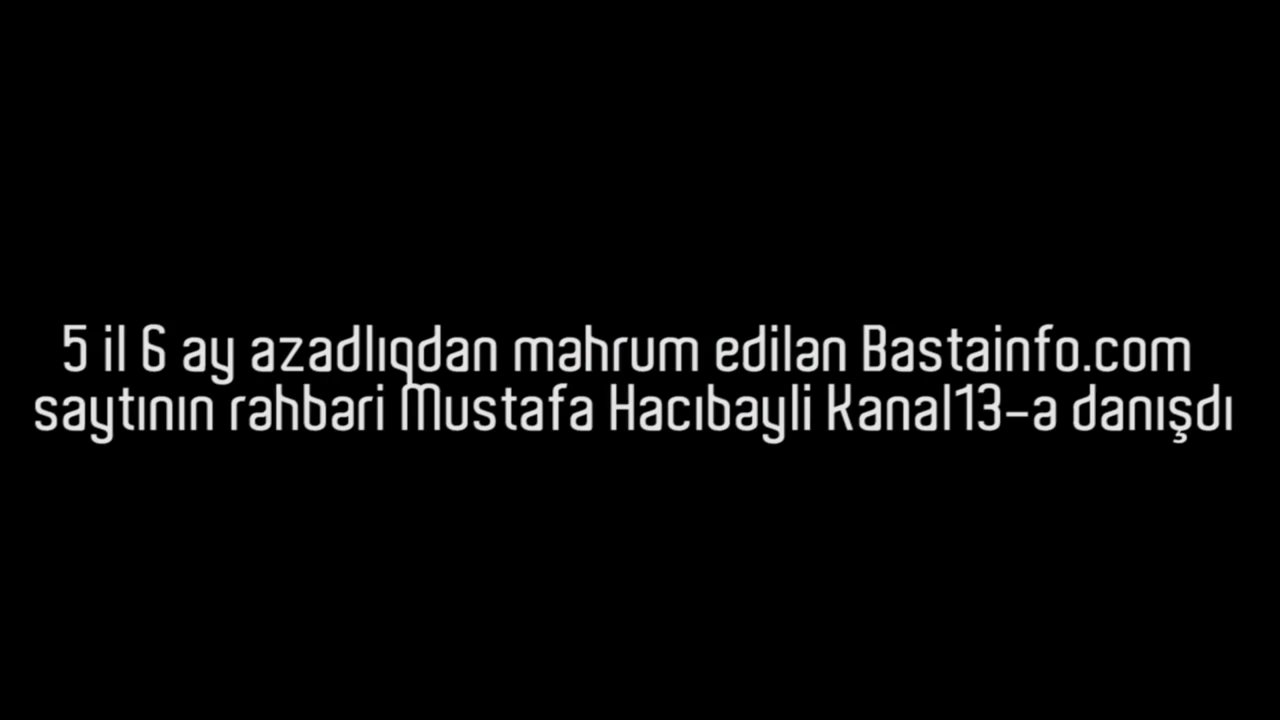 5 il 6 ay azadlıqdan mahrum edilan Bastainfo.com
saytının rahbari Mustafa Hacıbayli Kanal13-a danışdı